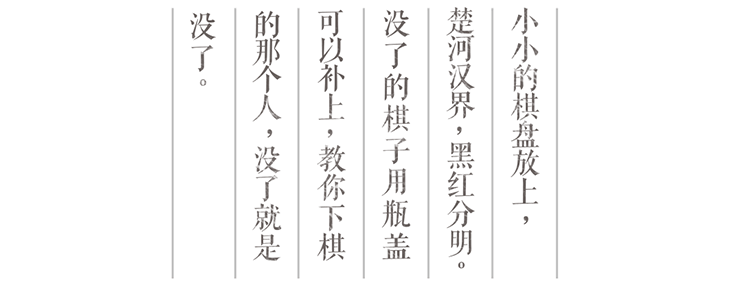 小小的棋盘放上，
楚河汉界，黑红分明。
没了的棋子用瓶盖
可以补上，教你下棋
的那个人，没了就是
没了。